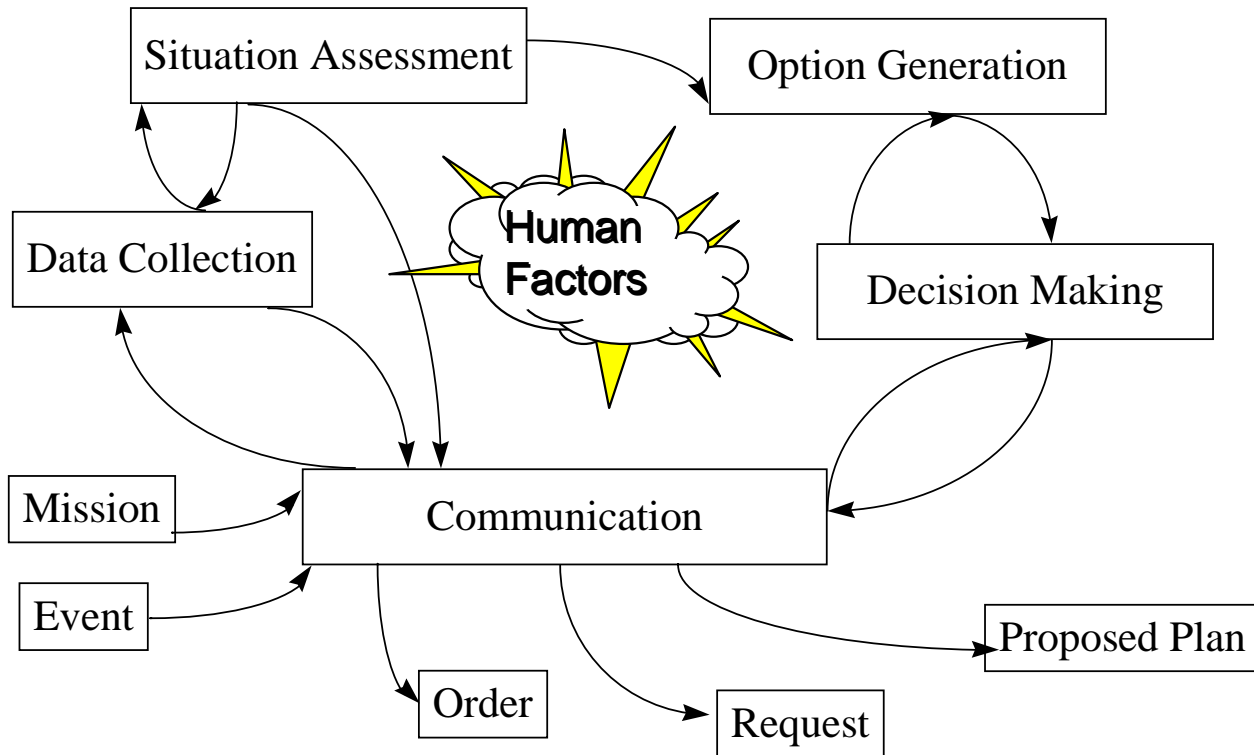 Situation Assessment
Option Generation
Human
Factors
Data Collection
Decision Making
Mission
Communication
Event
Proposed Plan
Order
Request